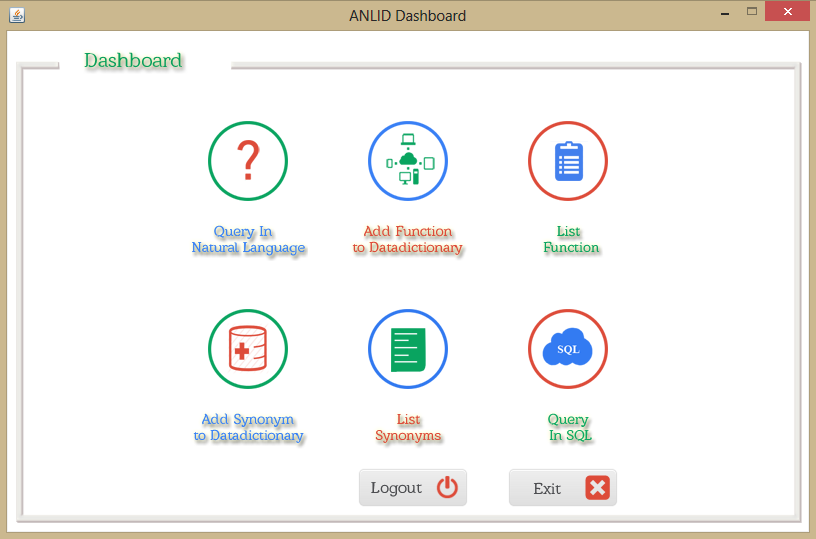 ANLID Dashboard
Dashboard
?
Query In
Natural Language
Add Function
to Datadictionary
List
Function
Add Synonym
to Datadictionary
List
Synonyms
SQL
Query
In SQL
Logout
Exit